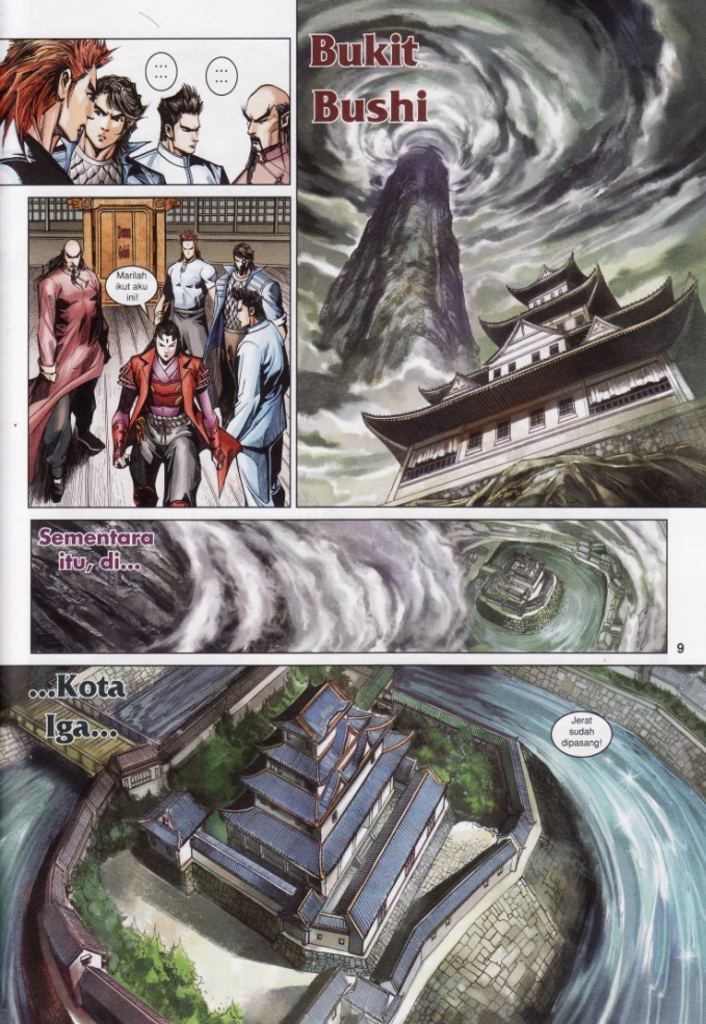 ... ...
... ...
Bukit
Bushi
Marilah
ikut aku
ini!
Sementara
itu, di...
9
...Kota
Iga...
Jerat
sudah
dipasang!